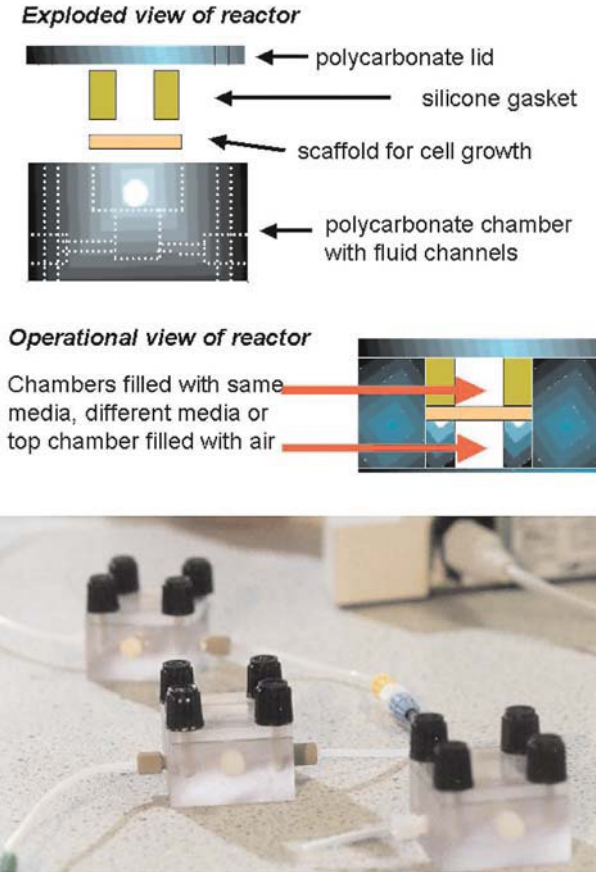 Exploded view of reactor
polycarbonate lid
silicone gasket
scaffold for cell growth
polycarbonate chamber
with fluid channels
Operational view of reactor
Chambers filled with same
media, different media or
top chamber filled with air